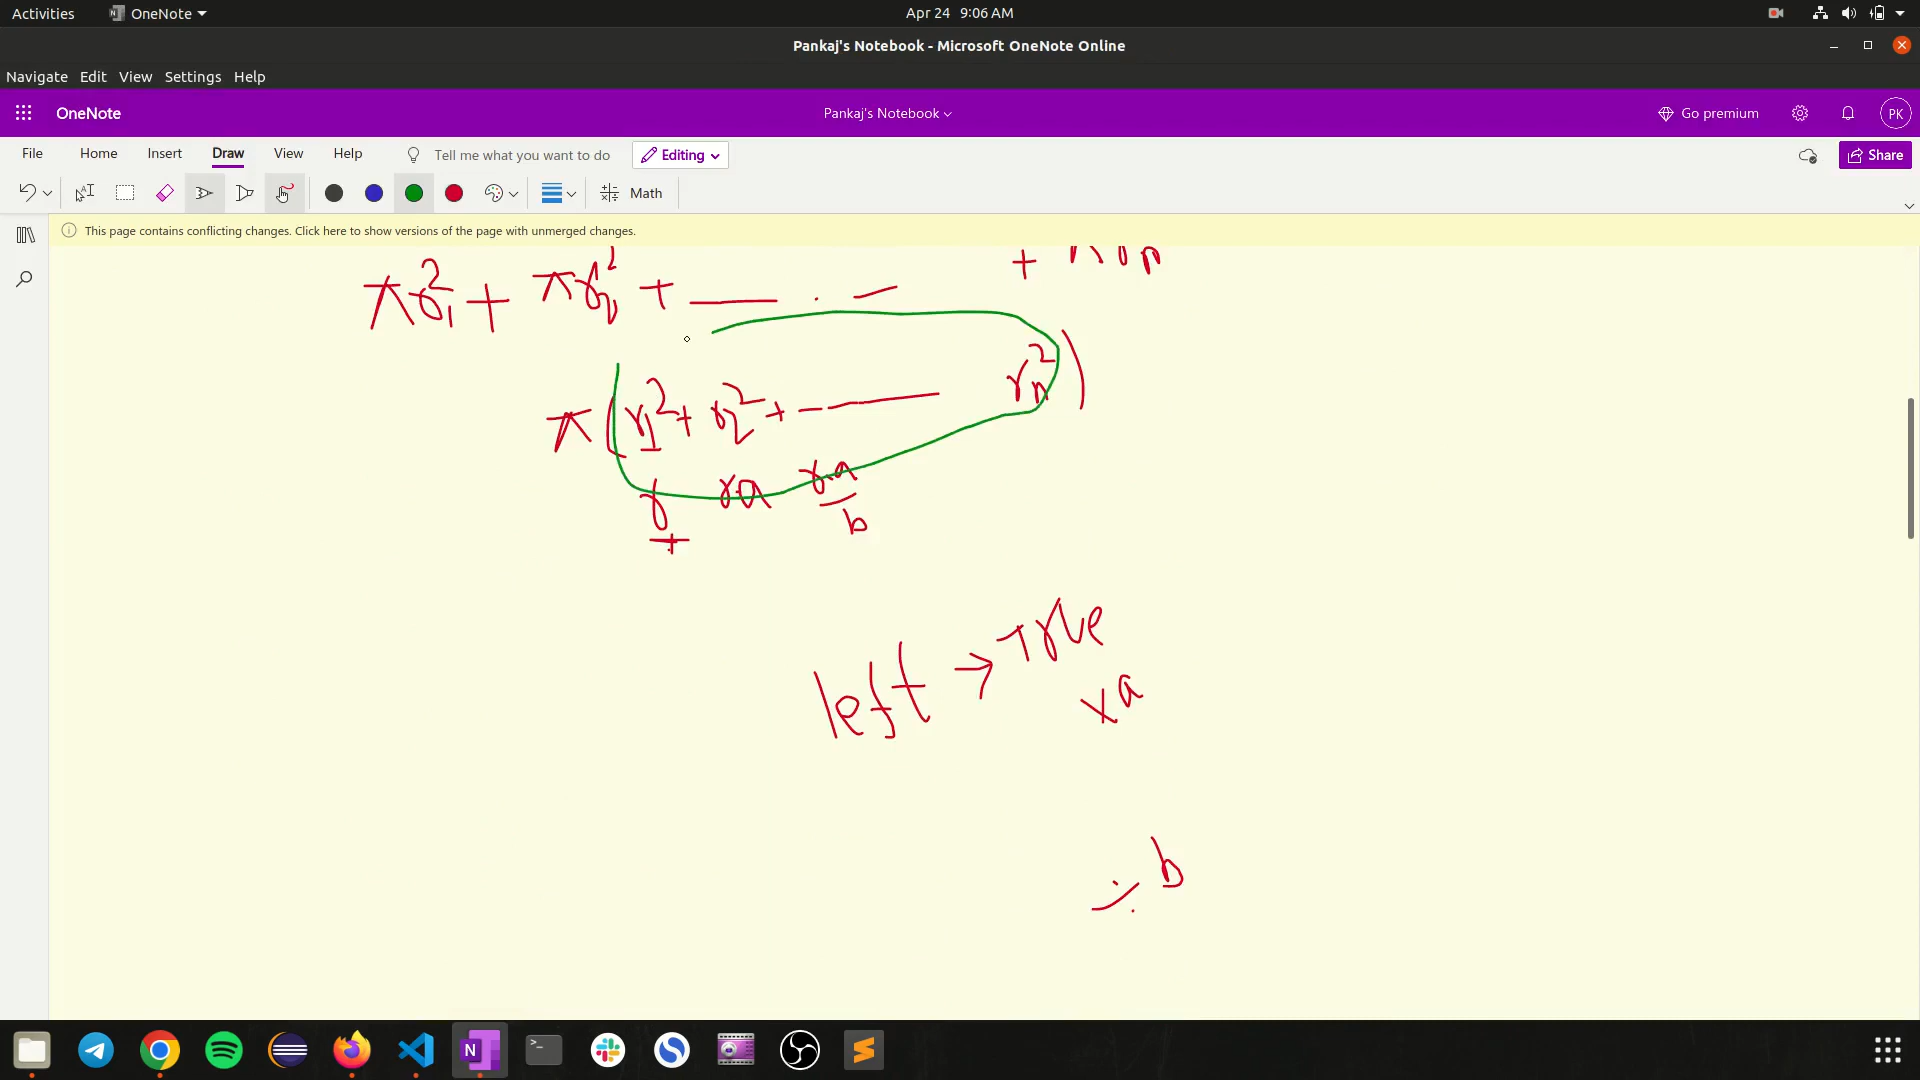 Activities OneNote Apr 24 9:06 AM
Pankaj's Notebook - Microsoft OneNote Online
Navigate Edit View Settings Help
OneNote Pankaj's Notebook Go premium PK
File Home Insert Draw View Help Tell me what you want to do Editing Share
Math
This page contains conflicting changes. Click here to show versions of the page with unmerged changes.
πr₁² + πr₂² + — . — +
π(r₁² + r₂² + — — rₙ²)
r ra ra/b
+
left → true
xa
÷ b